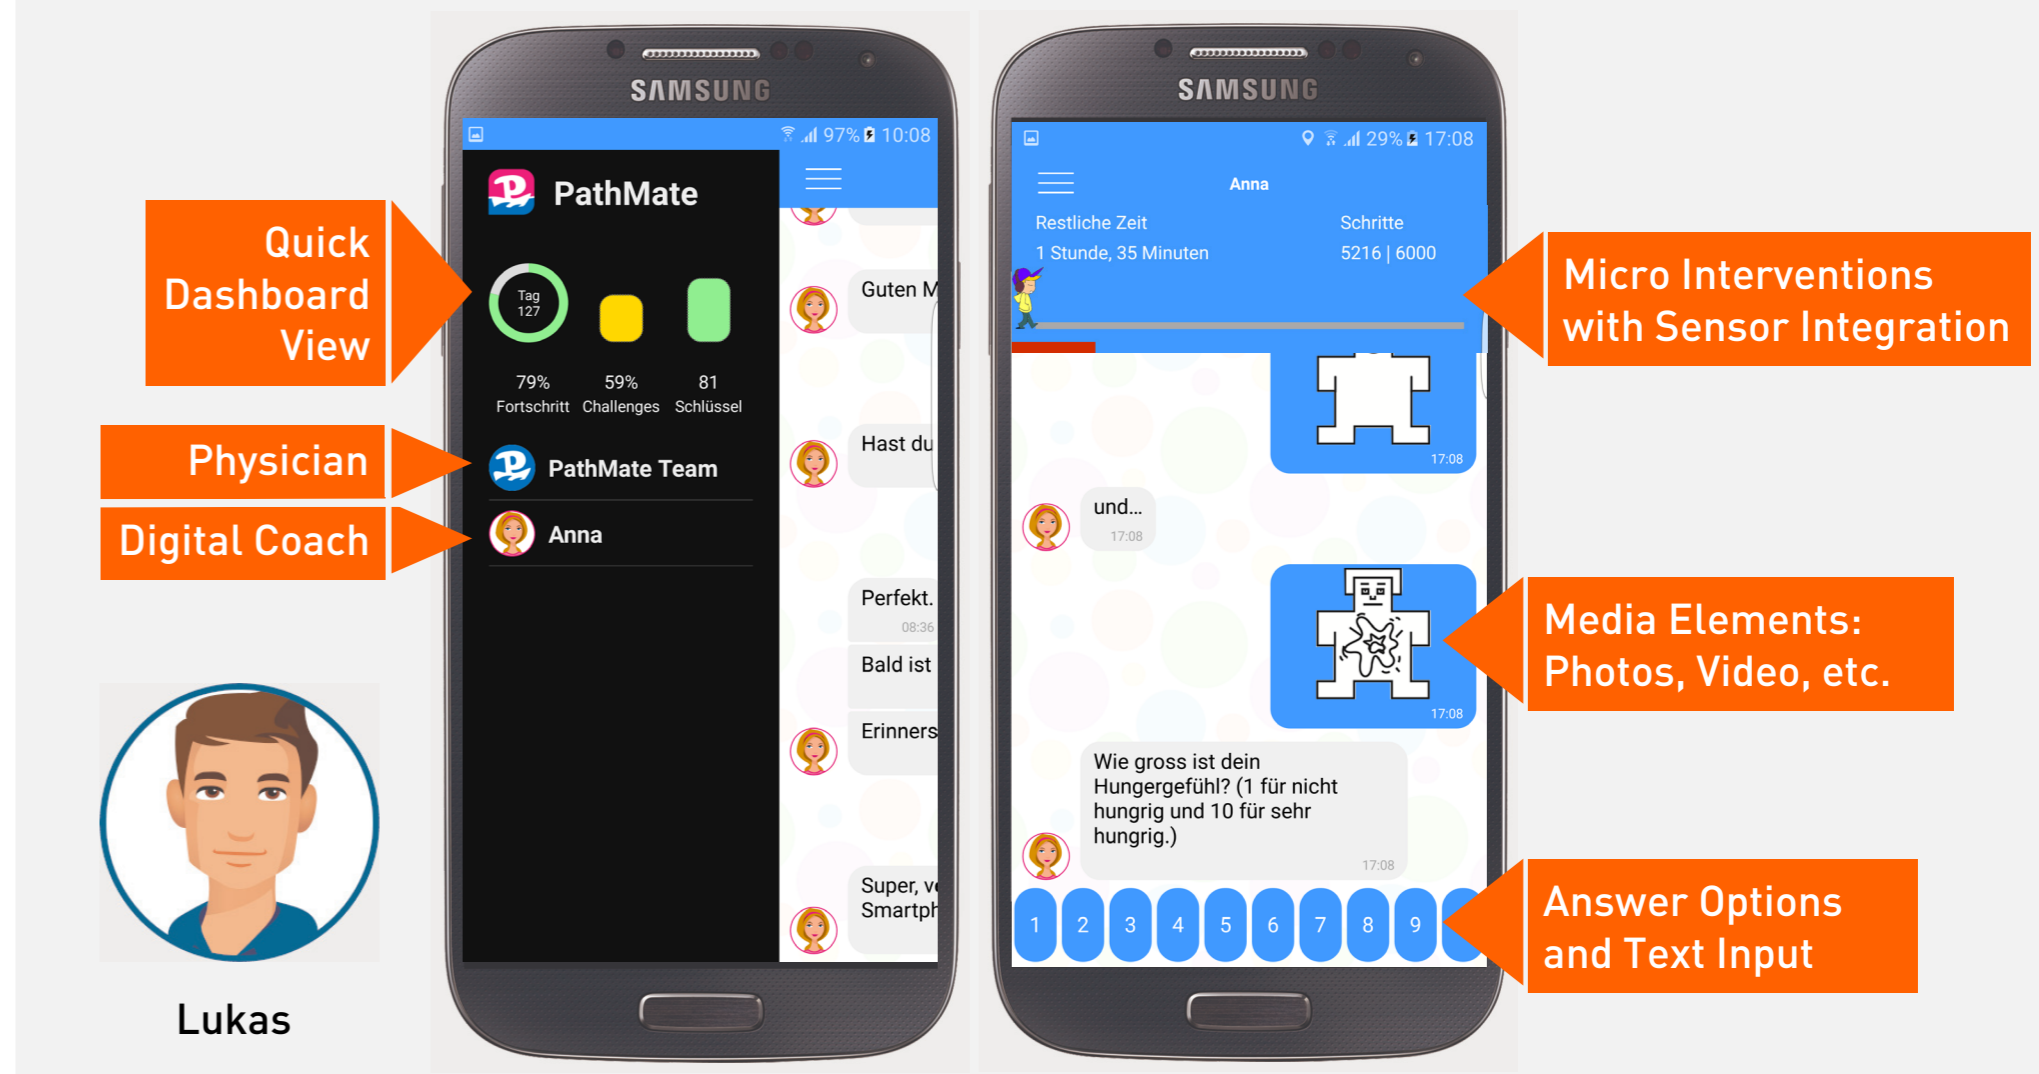 Quick
Dashboard
View
Physician
Digital Coach
Lukas
SAMSUNG
97% 10:08
PathMate
Tag
127
79%
Fortschritt
59%
Challenges
81
Schlüssel
PathMate Team
Anna
Guten M
Hast du
Perfekt.
08:36
Bald ist
Erinners
Super, v
Smartph
SAMSUNG
29% 17:08
Anna
Restliche Zeit
1 Stunde, 35 Minuten
Schritte
5216 | 6000
17:08
und...
17:08
17:08
Wie gross ist dein
Hungergefühl? (1 für nicht
hungrig und 10 für sehr
hungrig.)
17:08
1 2 3 4 5 6 7 8 9
Micro Interventions
with Sensor Integration
Media Elements:
Photos, Video, etc.
Answer Options
and Text Input